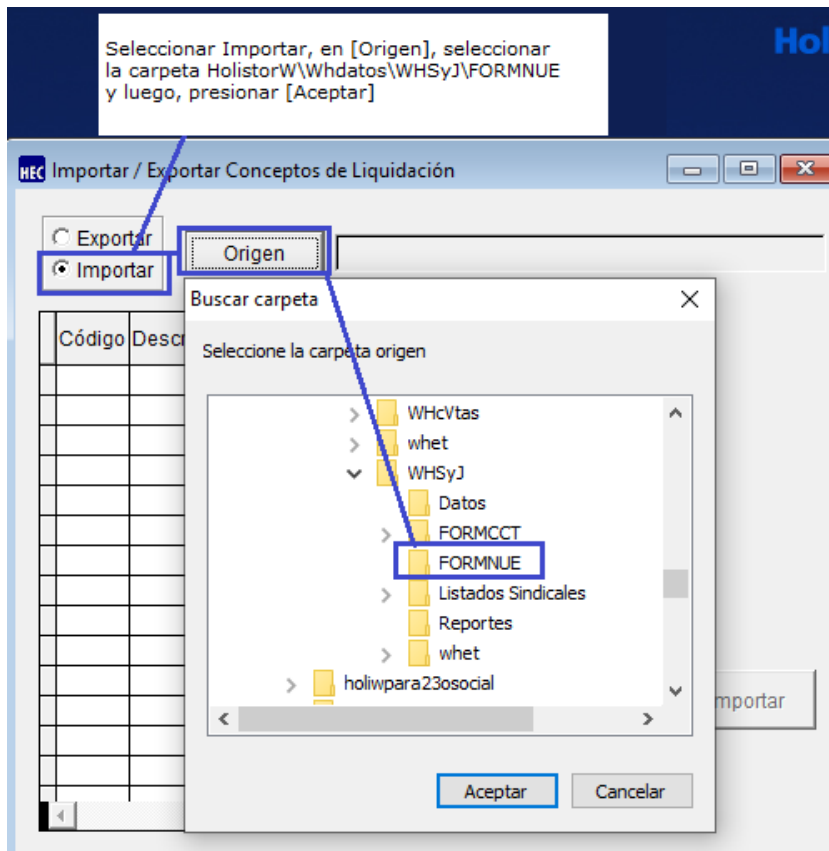 Hol
Seleccionar Importar, en [Origen], seleccionar
la carpeta HolistorW\Whdatos\WHSyJ\FORMNUE
y luego, presionar [Aceptar]
HEC Importar / Exportar Conceptos de Liquidación
Exportar
Importar
Origen
Buscar carpeta
Código Descr
Seleccione la carpeta origen
WHcVtas
whet
WHSyJ
Datos
FORMCCT
FORMNUE
Listados Sindicales
Reportes
whet
holiwpara23osocial
mportar
Aceptar Cancelar